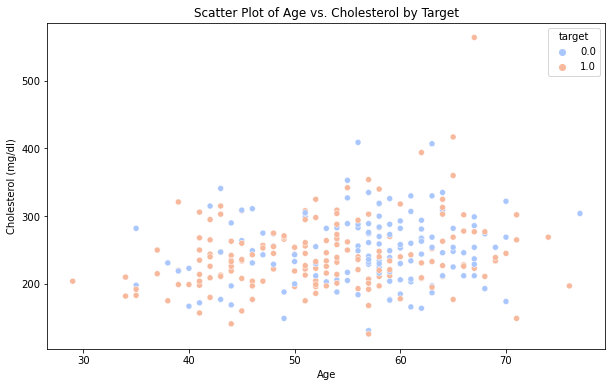 Scatter Plot of Age vs. Cholesterol by Target
target
0.0
1.0
500
400
300
200
Cholesterol (mg/dl)
30 40 50 60 70
Age